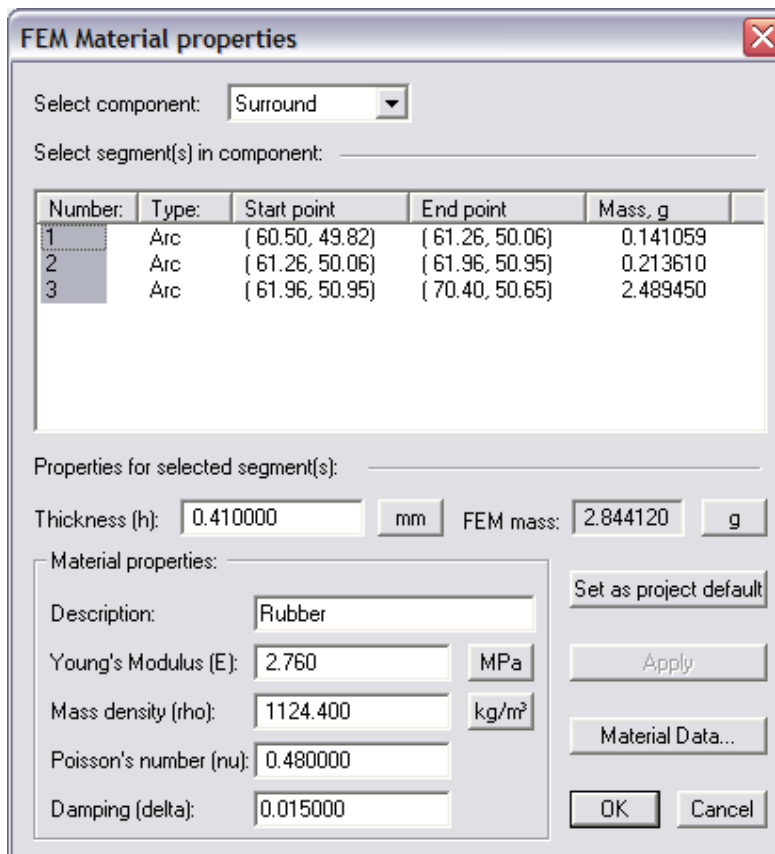 FEM Material properties
Select component: Surround
Select segment(s) in component:
Number: Type: Start point End point Mass, g
1 Arc ( 60.50, 49.82) ( 61.26, 50.06) 0.141059
2 Arc ( 61.26, 50.06) ( 61.96, 50.95) 0.213610
3 Arc ( 61.96, 50.95) ( 70.40, 50.65) 2.489450
Properties for selected segment(s):
Thickness (h): 0.410000 mm FEM mass: 2.844120 g
Material properties:
Set as project default
Description: Rubber
Young's Modulus (E): 2.760 MPa Apply
Mass density (rho): 1124.400 kg/m³
Material Data...
Poisson's number (nu): 0.480000
Damping (delta): 0.015000 OK Cancel